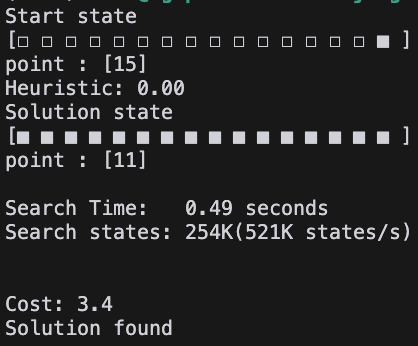 Start state
[□ □ □ □ □ □ □ □ □ □ □ □ □ □ □ ■ ]
point : [15]
Heuristic: 0.00
Solution state
[■ ■ ■ ■ ■ ■ ■ ■ ■ ■ ■ ■ ■ ■ ■ ■ ]
point : [11]
Search Time:   0.49 seconds
Search states: 254K(521K states/s)
Cost: 3.4
Solution found